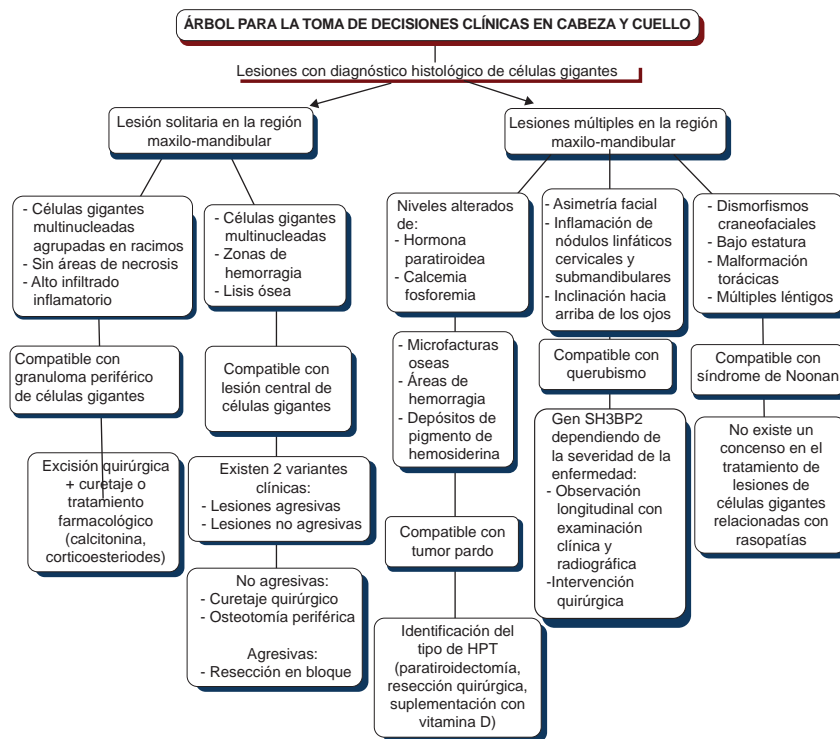 ÁRBOL PARA LA TOMA DE DECISIONES CLÍNICAS EN CABEZA Y CUELLO
Lesiones con diagnóstico histológico de células gigantes
Lesión solitaria en la región
maxilo-mandibular
Lesiones múltiples en la región
maxilo-mandibular
- Células gigantes
multinucleadas
agrupadas en racimos
- Sin áreas de necrosis
- Alto infiltrado
inflamatorio
- Células gigantes
multinucleadas
- Zonas de
hemorragia
- Lisis ósea
Niveles alterados
de:
- Hormona
paratiroidea
- Calcemia
fosforemia
- Asimetría facial
- Inflamación de
nódulos linfáticos
cervicales y
submandibulares
- Inclinación hacia
arriba de los ojos
- Dismorfismos
craneofaciales
- Bajo estatura
- Malformación
torácicas
- Múltiples léntigos
Compatible con
granuloma periférico
de células gigantes
Compatible con
lesión central de
células gigantes
- Microfacturas
oseas
- Áreas de
hemorragia
- Depósitos de
pigmento de
hemosiderina
Compatible con
querubismo
Compatible con
síndrome de Noonan
Excisión quirúrgica
+ curetaje o
tratamiento
farmacológico
(calcitonina,
corticoesteriodes)
Existen 2 variantes
clínicas:
- Lesiones agresivas
- Lesiones no agresivas
Compatible con
tumor pardo
Gen SH3BP2
dependiendo de
la severidad de la
enfermedad:
- Observación
longitudinal con
examinación
clínica y
radiográfica
-Intervención
quirúrgica
No existe un
concenso en el
tratamiento de
lesiones de
células gigantes
relacionadas con
rasopatías
No agresivas:
- Curetaje quirúrgico
- Osteotomía periférica
Agresivas:
- Resección en bloque
Identificación del
tipo de HPT
(paratiroidectomía,
resección quirúrgica,
suplementación con
vitamina D)